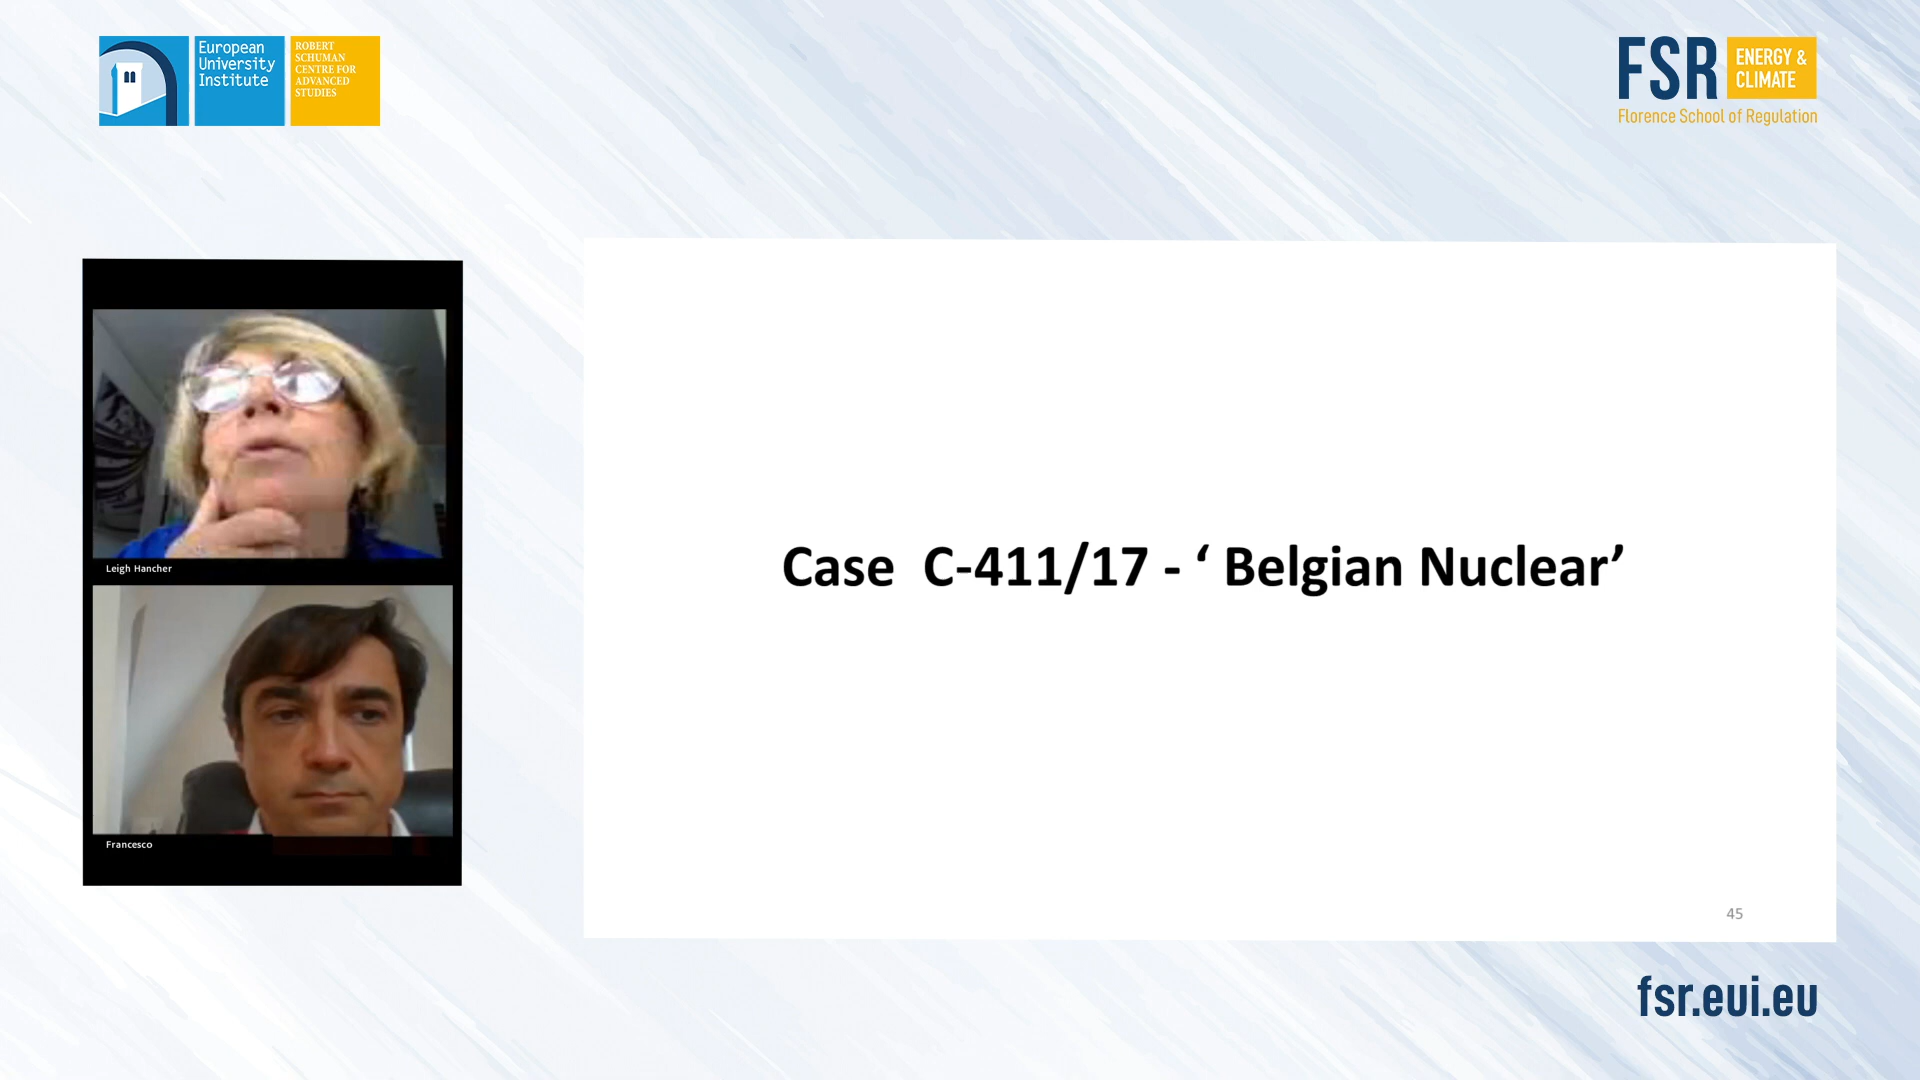 European
University
Institute
ROBERT
SCHUMAN
CENTRE FOR
ADVANCED
STUDIES
FSR
ENERGY &
CLIMATE
Florence School of Regulation
Leigh Hancher
Francesco
Case  C-411/17 - ‘ Belgian Nuclear’
45
fsr.eui.eu